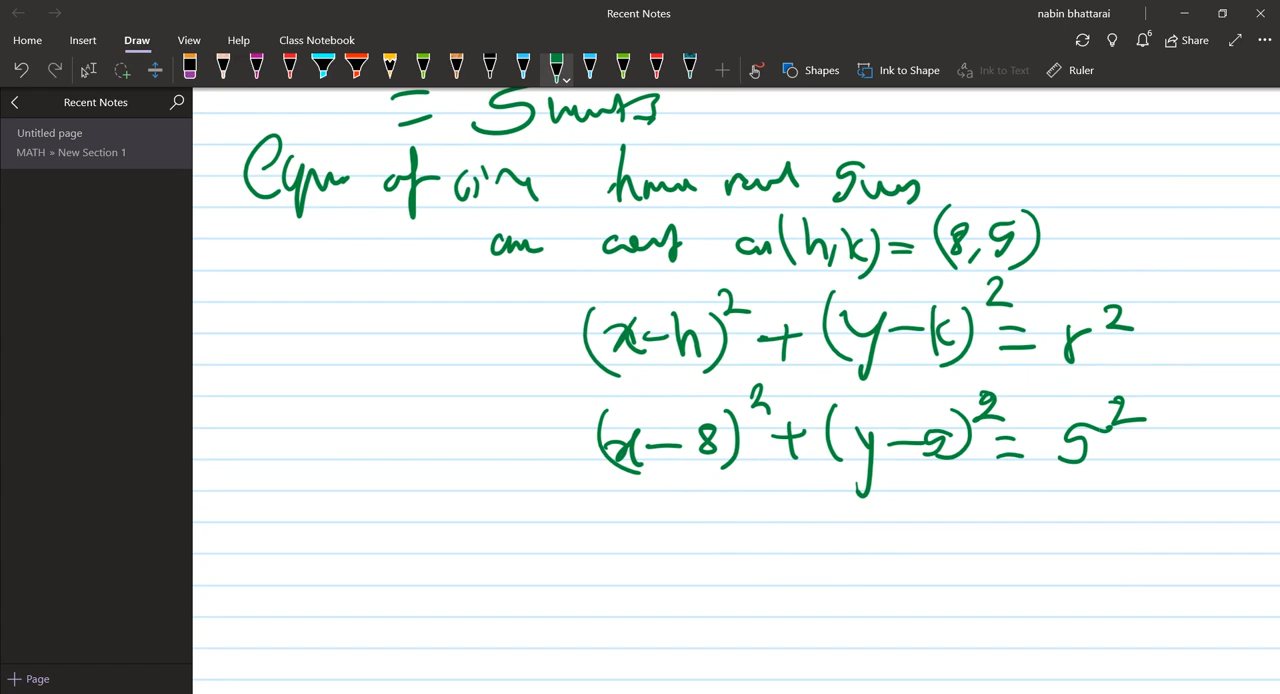 Recent Notes
nabin bhattarai
Home Insert Draw View Help Class Notebook
6 Share
Shapes Ink to Shape Ink to Text Ruler
Recent Notes
Untitled page
MATH » New Section 1
Page
= 5
of
(h,k) = (8,5)
(x-h)² + (y-k)² = r²
(x-8)² + (y-5)² = 5²